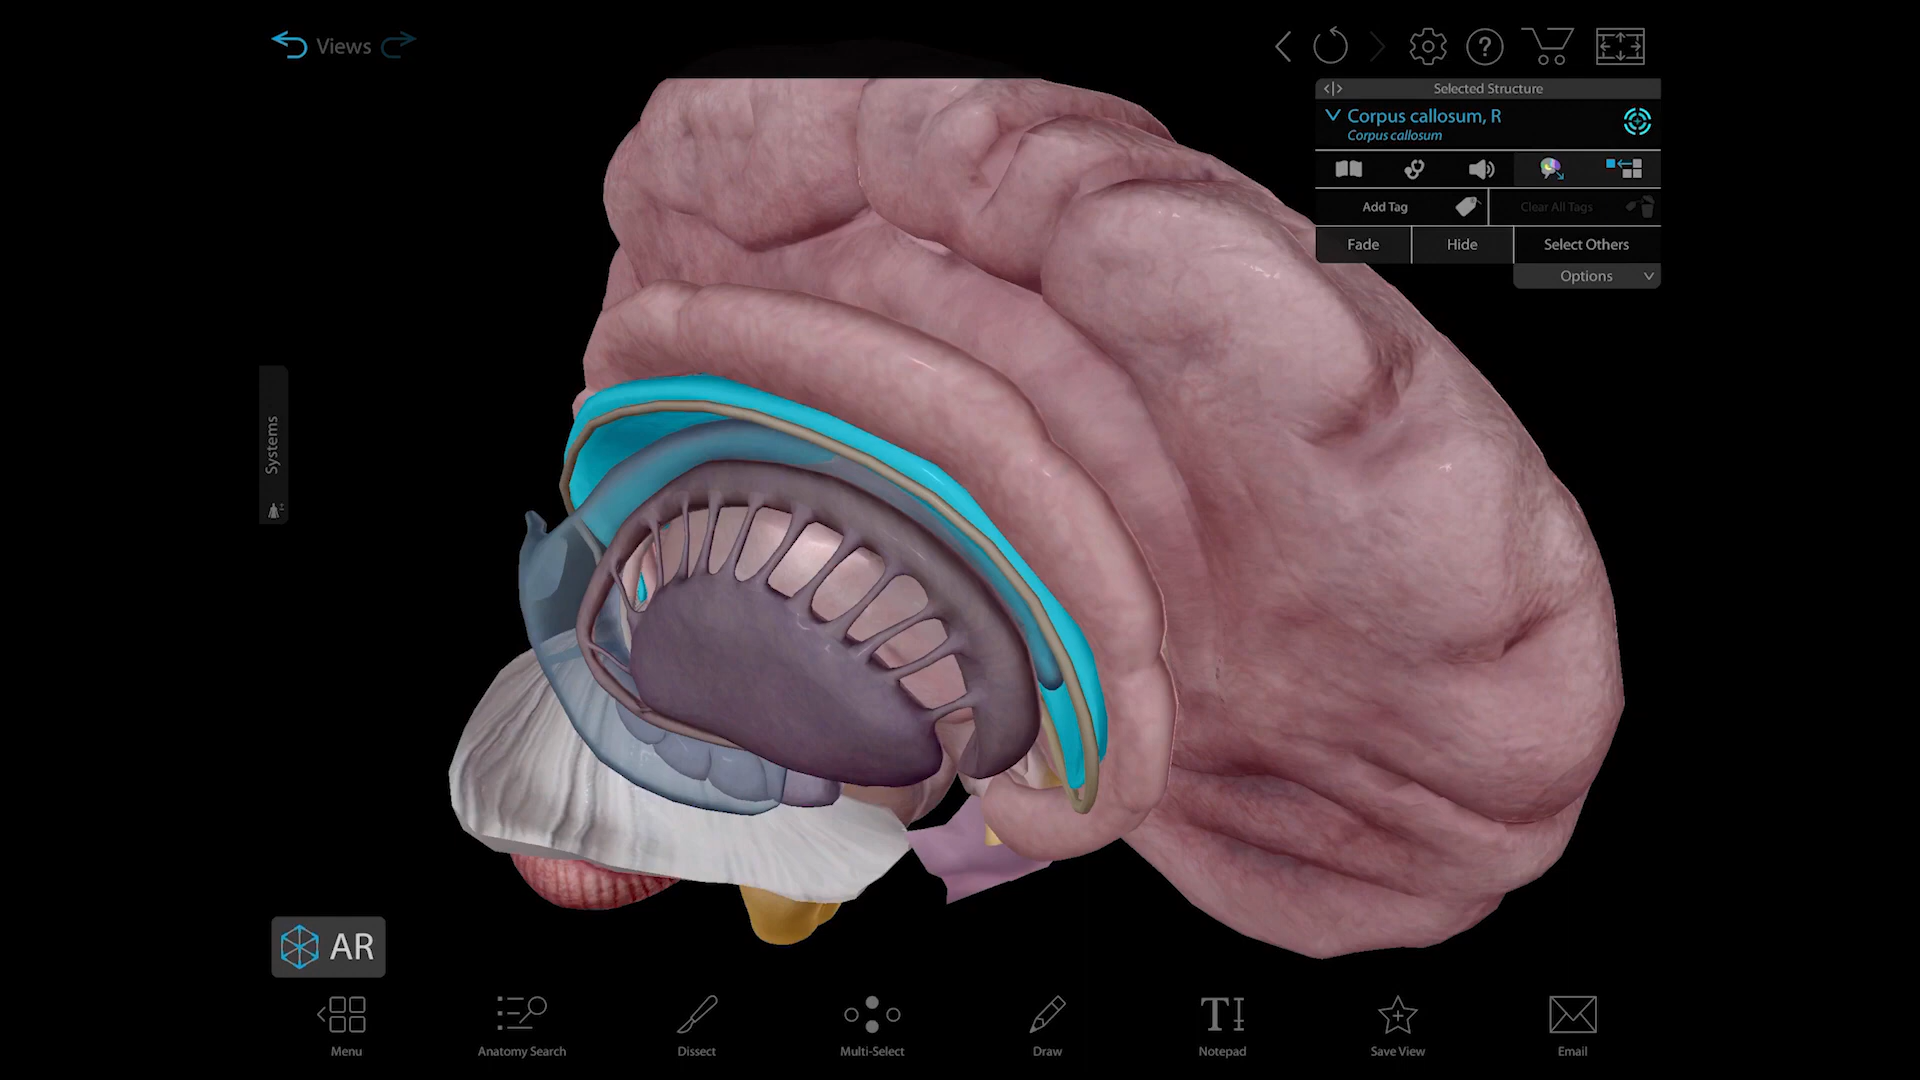 Views
Selected Structure
Corpus callosum, R
Corpus callosum
Add Tag
Clear All Tags
Fade
Hide
Select Others
Options
Systems
AR
Menu
Anatomy Search
Dissect
Multi-Select
Draw
Notepad
Save View
Email